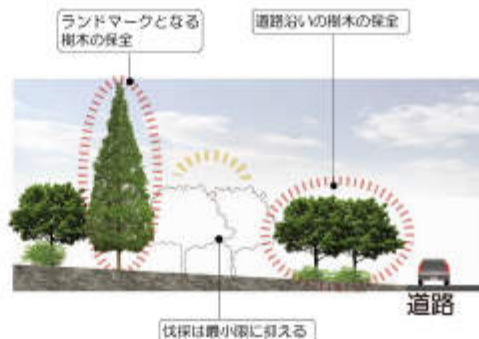 ランドマークとなる
樹木の保全
道路沿いの樹木の保全
道路
伐採は最小限に抑える